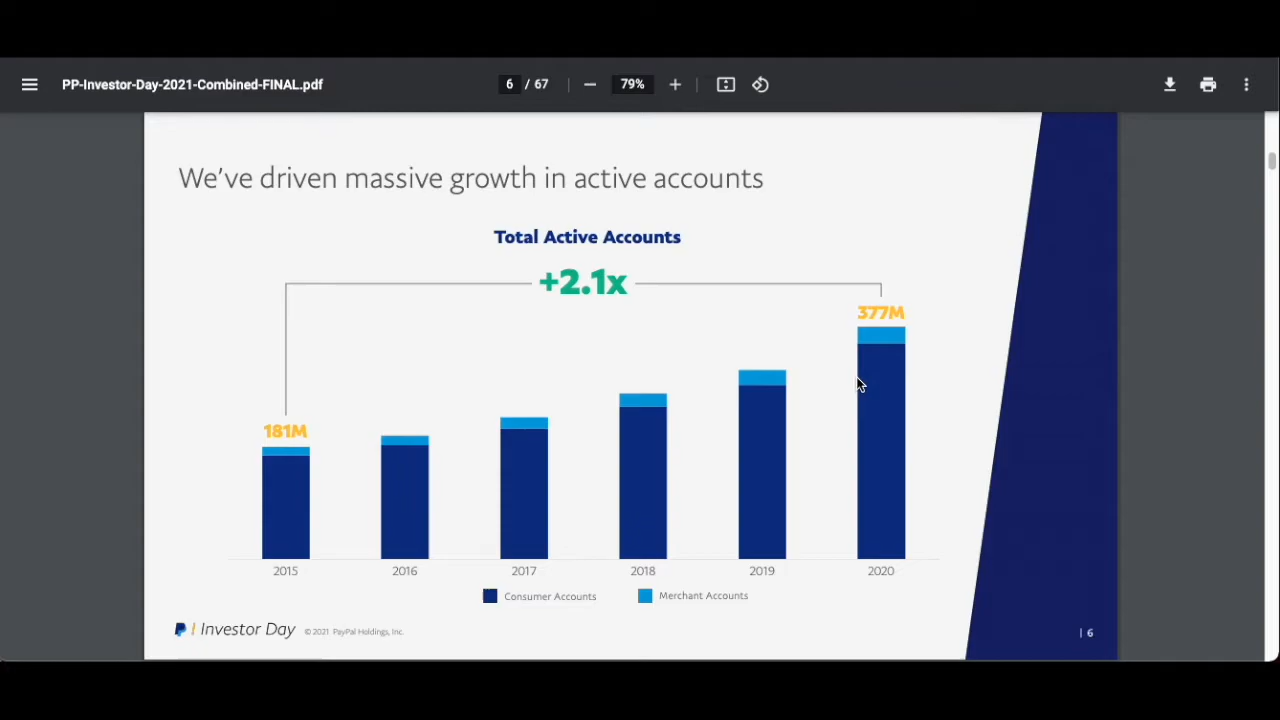 PP-Investor-Day-2021-Combined-FINAL.pdf
6 / 67
79%
We've driven massive growth in active accounts
Total Active Accounts
+2.1x
377M
181M
2015 2016 2017 2018 2019 2020
Consumer Accounts Merchant Accounts
Investor Day © 2021 PayPal Holdings, Inc.
| 6